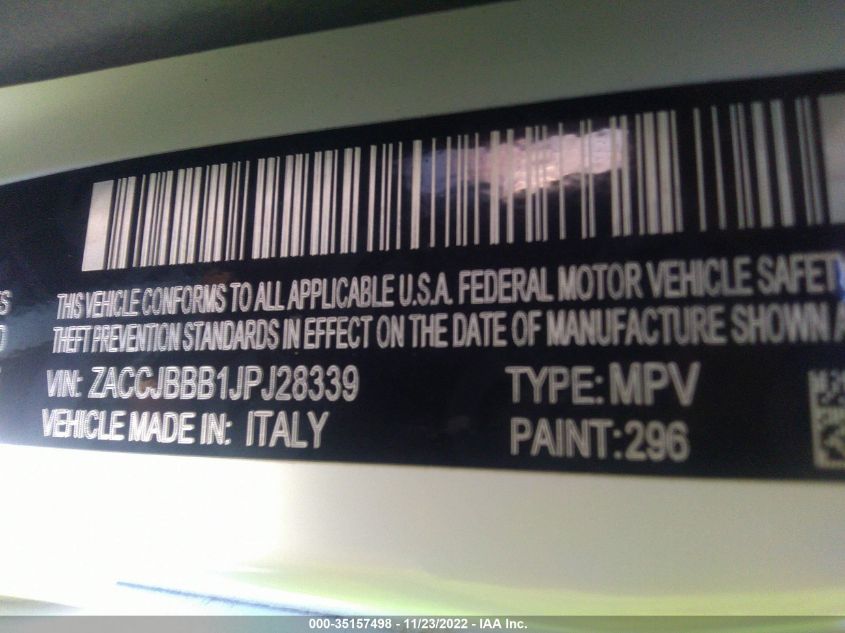 THIS VEHICLE CONFORMS TO ALL APPLICABLE U.S.A. FEDERAL MOTOR VEHICLE SAFETY
THEFT PREVENTION STANDARDS IN EFFECT ON THE DATE OF MANUFACTURE SHOWN A
VIN: ZACCJBBB1JPJ28339 TYPE: MPV
VEHICLE MADE IN: ITALY PAINT: 296
000-35157498 - 11/23/2022 - IAA Inc.